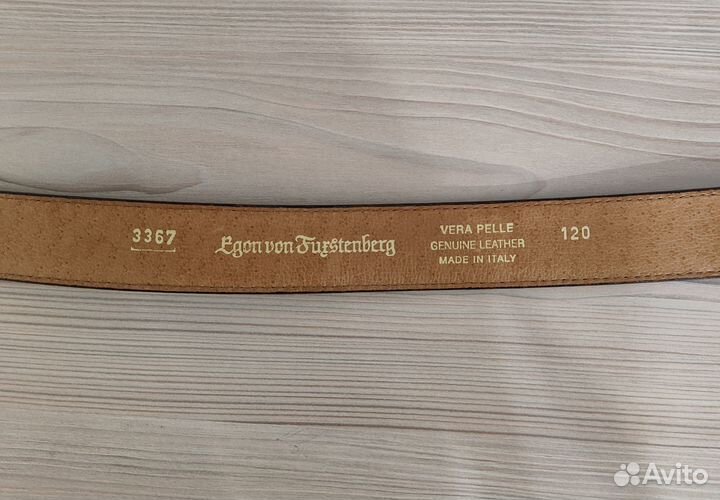 3367
Egon von Furstenberg
VERA PELLE
GENUINE LEATHER
MADE IN ITALY
120
Avito